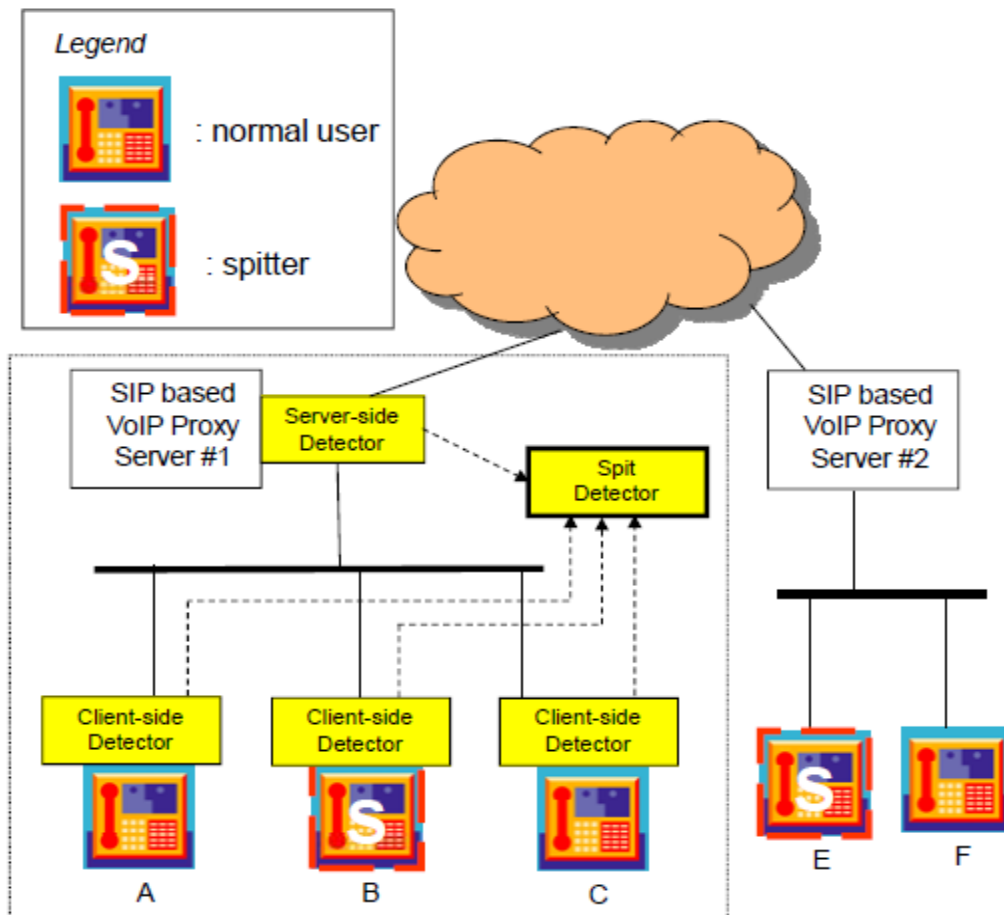 Legend
: normal user
S
: spitter
SIP based
VoIP Proxy
Server #1
Server-side
Detector
Spit
Detector
SIP based
VoIP Proxy
Server #2
Client-side
Detector
Client-side
Detector
Client-side
Detector
S
S
A
B
C
E
F